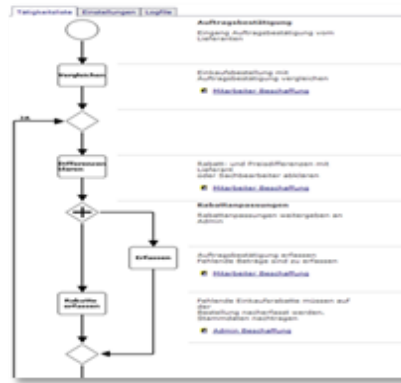 Tätigkeitsliste Einstellungen Logfile
Auftragsbestätigung
Eingang Auftragsbestätigung vom
Lieferanten
Vergleichen
Einkaufsbestellung mit
Auftragsbestätigung vergleichen
Mitarbeiter Beschaffung
Differenzen
Rabatt- und Preisdifferenzen mit
Lieferant
oder Sachbearbeiter
Mitarbeiter Beschaffung
Rabattanpassungen
Rabattanpassungen weitergeben an
Admin
Erfassen
Auftragsbestätigung erfassen
Fehlende Beträge sind zu erfassen
Mitarbeiter Beschaffung
Rabatte
erfassen
Fehlende Einkaufsrabatte müssen auf
der
Bestellung nacherfasst werden.
Stammdaten nachtragen
Admin Beschaffung